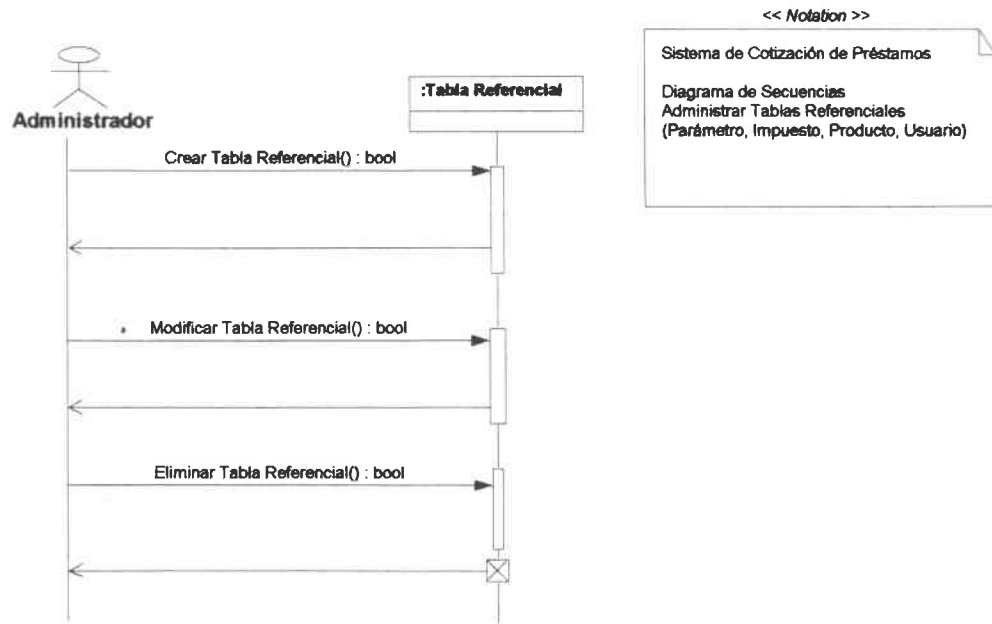 << Notation >>
Sistema de Cotización de Préstamos
Diagrama de Secuencias
Administrar Tablas Referenciales
(Parámetro, Impuesto, Producto, Usuario)
Administrador
:Tabla Referencial
Crear Tabla Referencial() : bool
Modificar Tabla Referencial() : bool
Eliminar Tabla Referencial() : bool